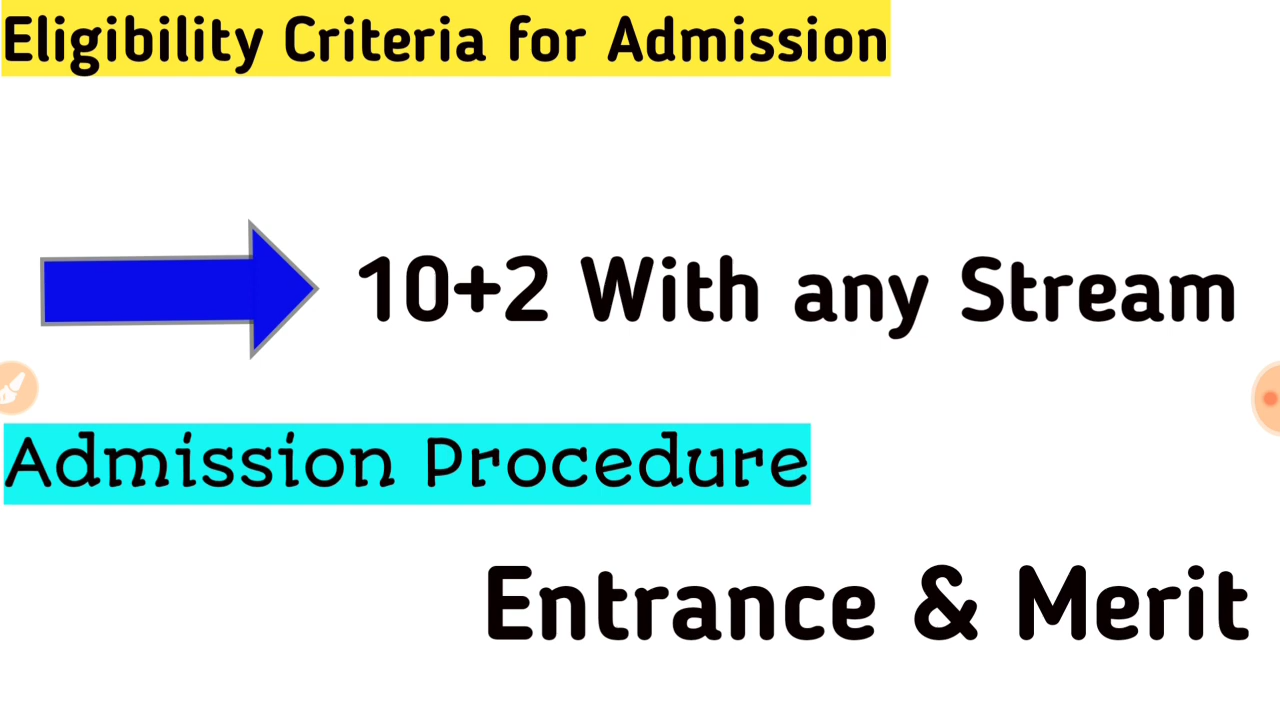 Eligibility Criteria for Admission
10+2 With any Stream
Admission Procedure
Entrance & Merit